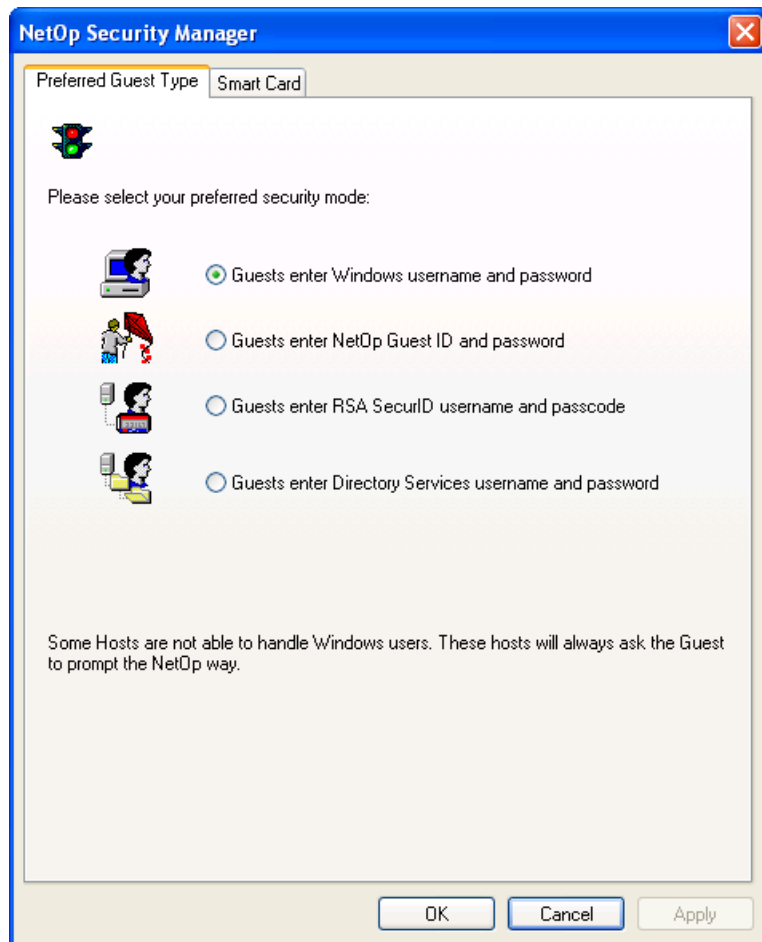 NetOp Security Manager
Preferred Guest Type
Smart Card
Please select your preferred security mode:
Guests enter Windows username and password
Guests enter NetOp Guest ID and password
Guests enter RSA SecurID username and passcode
Guests enter Directory Services username and password
Some Hosts are not able to handle Windows users. These hosts will always ask the Guest
to prompt the NetOp way.
OK
Cancel
Apply